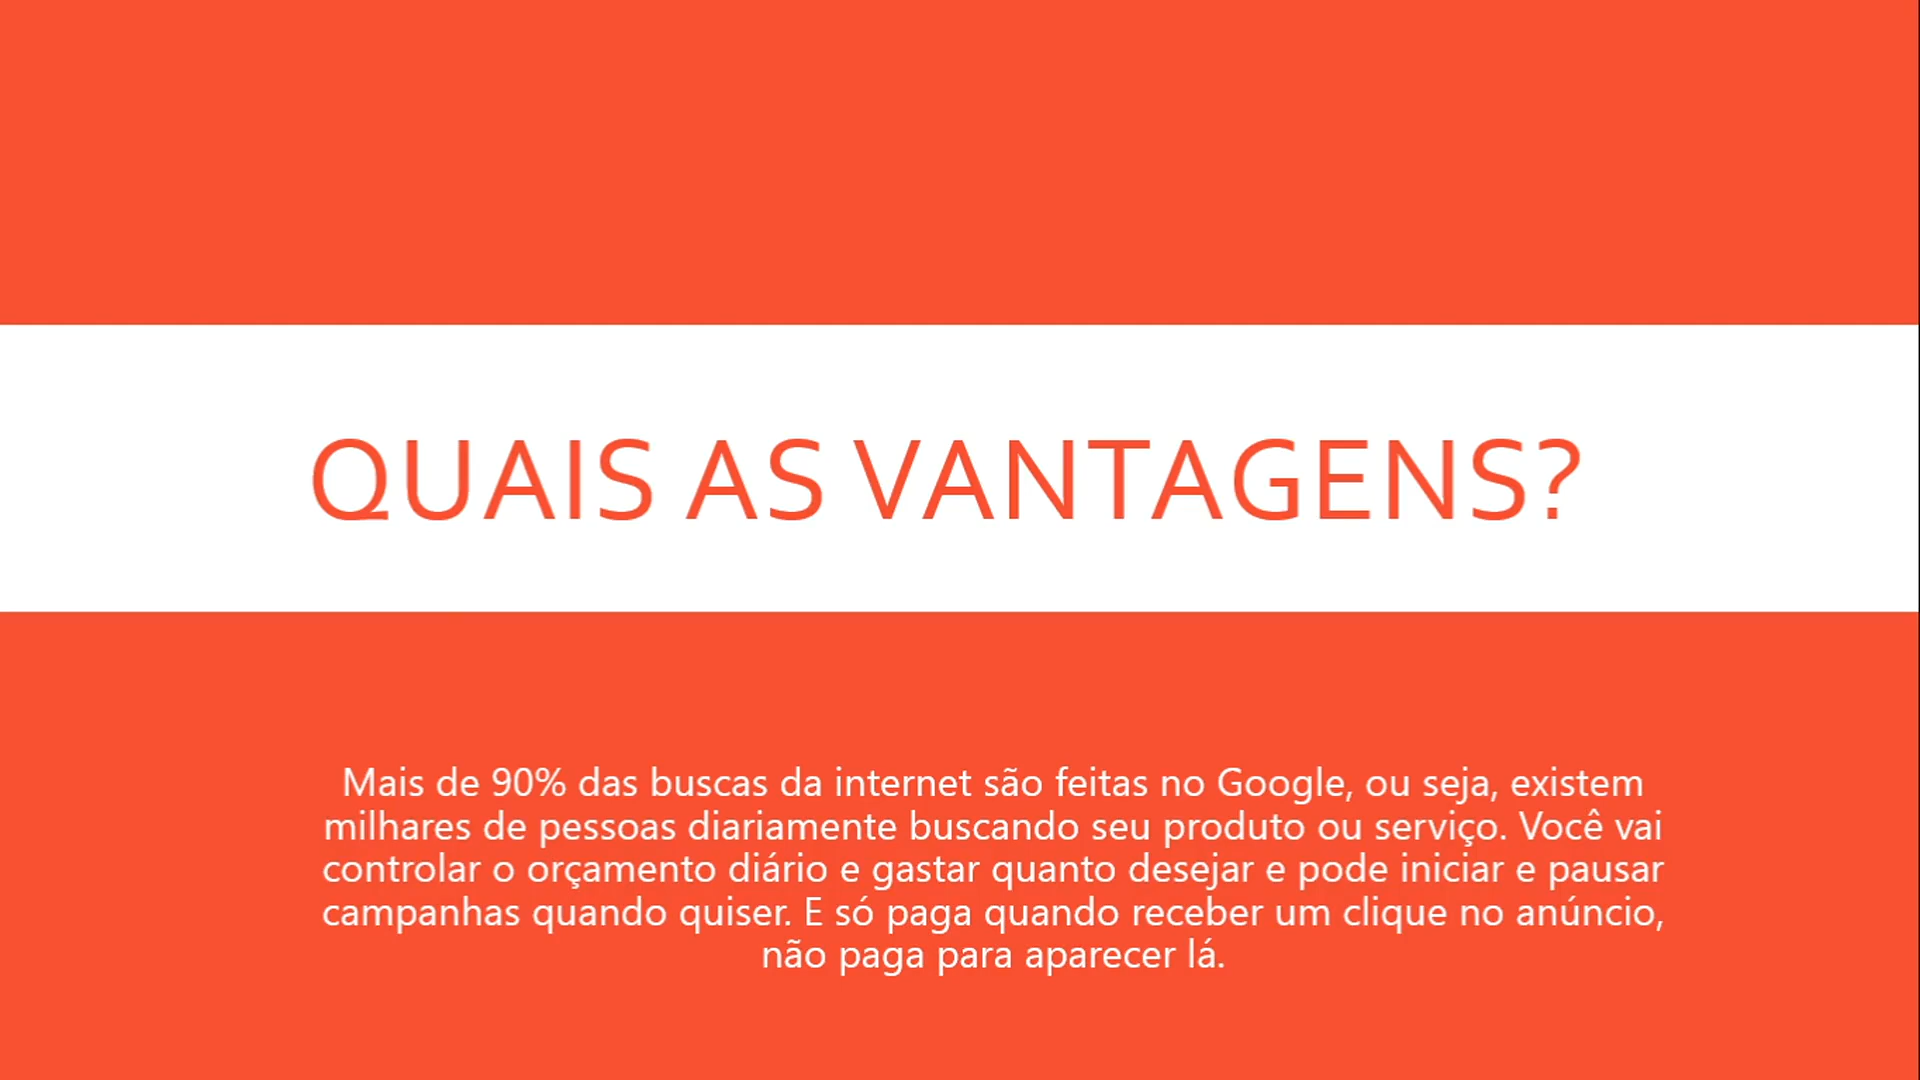 QUAIS AS VANTAGENS?
Mais de 90% das buscas da internet são feitas no Google, ou seja, existem
milhares de pessoas diariamente buscando seu produto ou serviço. Você vai
controlar o orçamento diário e gastar quanto desejar e pode iniciar e pausar
campanhas quando quiser. E só paga quando receber um clique no anúncio,
não paga para aparecer lá.